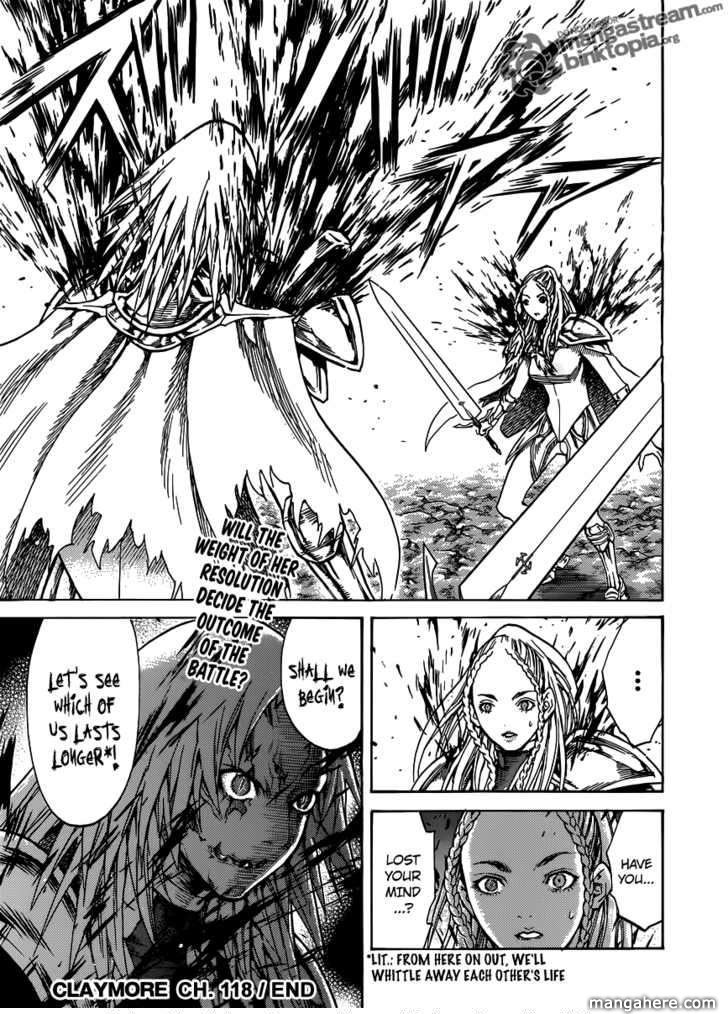 mangastream.com
binktopia.org
...
HAVE
YOU...
LOST
YOUR
MIND
...?
WILL THE
WEIGHT OF HER
RESOLUTION
DECIDE THE
OUTCOME
OF THE
BATTLE?
SHALL WE
BEGIN?
LET'S SEE
WHICH OF
US LASTS
LONGER*!
*LIT.: FROM HERE ON OUT, WE'LL
WHITTLE AWAY EACH OTHER'S LIFE
CLAYMORE CH. 118 / END
mangahere.com